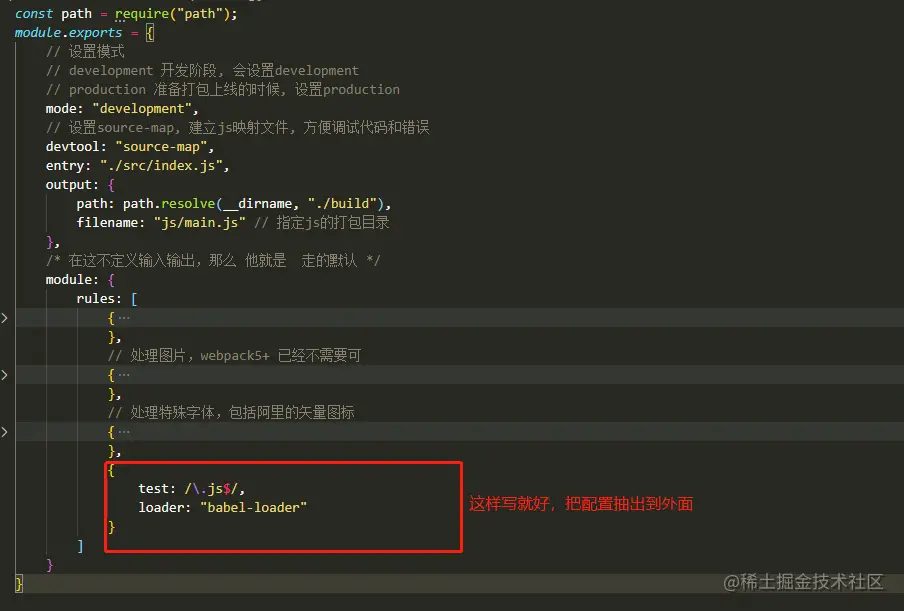 const path = require("path");
module.exports = {
// 设置模式
// development 开发阶段, 会设置development
// production 准备打包上线的时候, 设置production
mode: "development",
// 设置source-map, 建立js映射文件, 方便调试代码和错误
devtool: "source-map",
entry: "./src/index.js",
output: {
path: path.resolve(__dirname, "./build"),
filename: "js/main.js" // 指定js的打包目录
},
/* 在这不定义输入输出，那么 他就是  走的默认 */
module: {
rules: [
{ ···
},
// 处理图片，webpack5+ 已经不需要可
{ ···
},
// 处理特殊字体，包括阿里的矢量图标
{ ···
},
{
test: /\.js$/,
loader: "babel-loader"
这样写就好，把配置抽出到外面
}
]
}
}
@稀土掘金技术社区